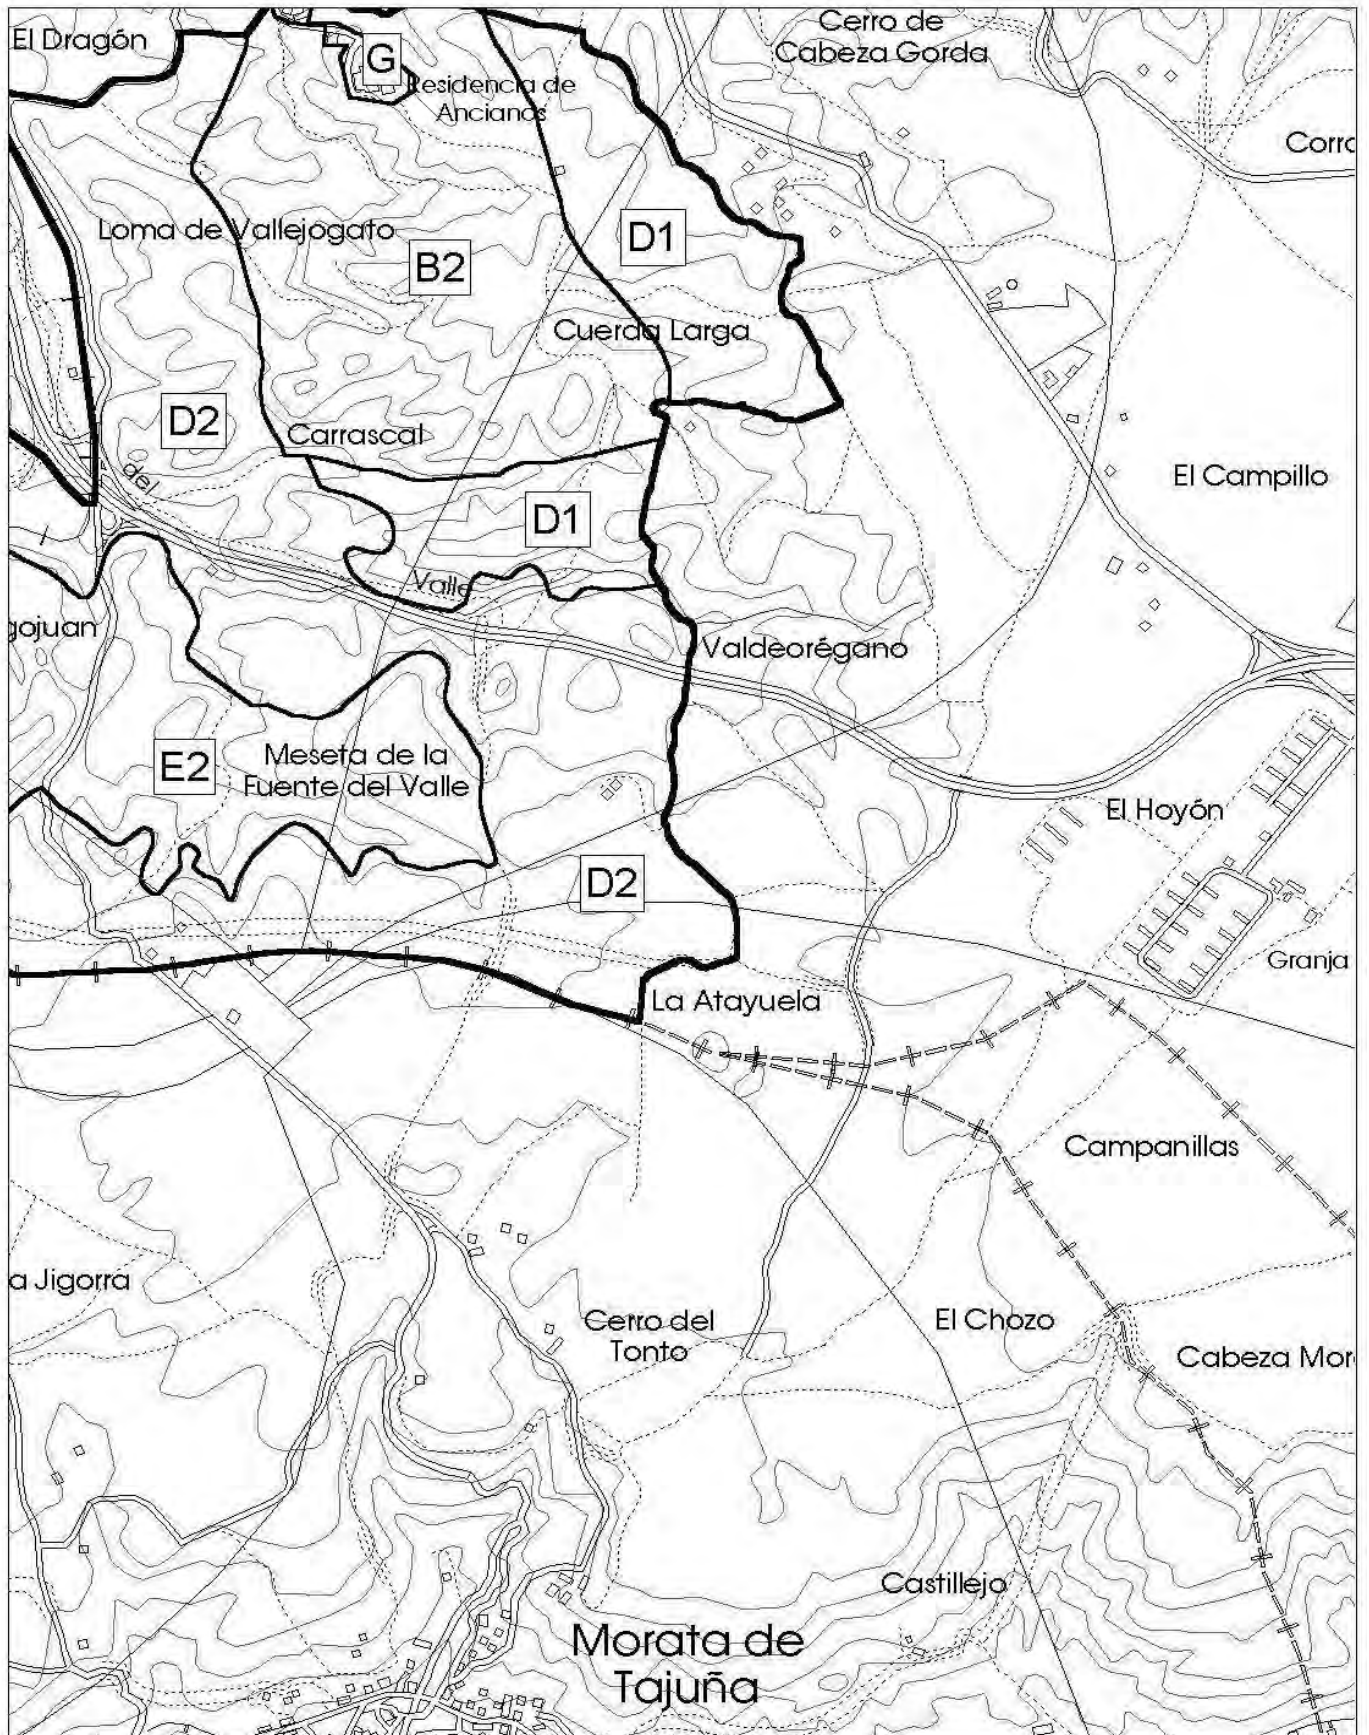 El Dragón
G
Residencia de
Ancianos
Cerro de
Cabeza Gorda
Loma de Vallejogato
B2
D1
Cuerda Larga
D2
Carrascal
del
D1
Valle
El Campillo
Valdeorégano
E2
Meseta de la
Fuente del Valle
El Hoyón
D2
Granja
La Atayuela
Campanillas
a Jigorra
Cerro del
Tonto
El Chozo
Cabeza Mor
Castillejo
Morata de
Tajuña